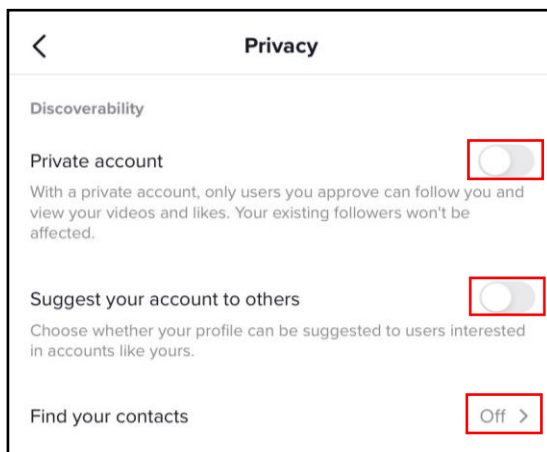 Privacy
Discoverability
Private account
With a private account, only users you approve can follow you and
view your videos and likes. Your existing followers won't be
affected.
Suggest your account to others
Choose whether your profile can be suggested to users interested
in accounts like yours.
Find your contacts Off